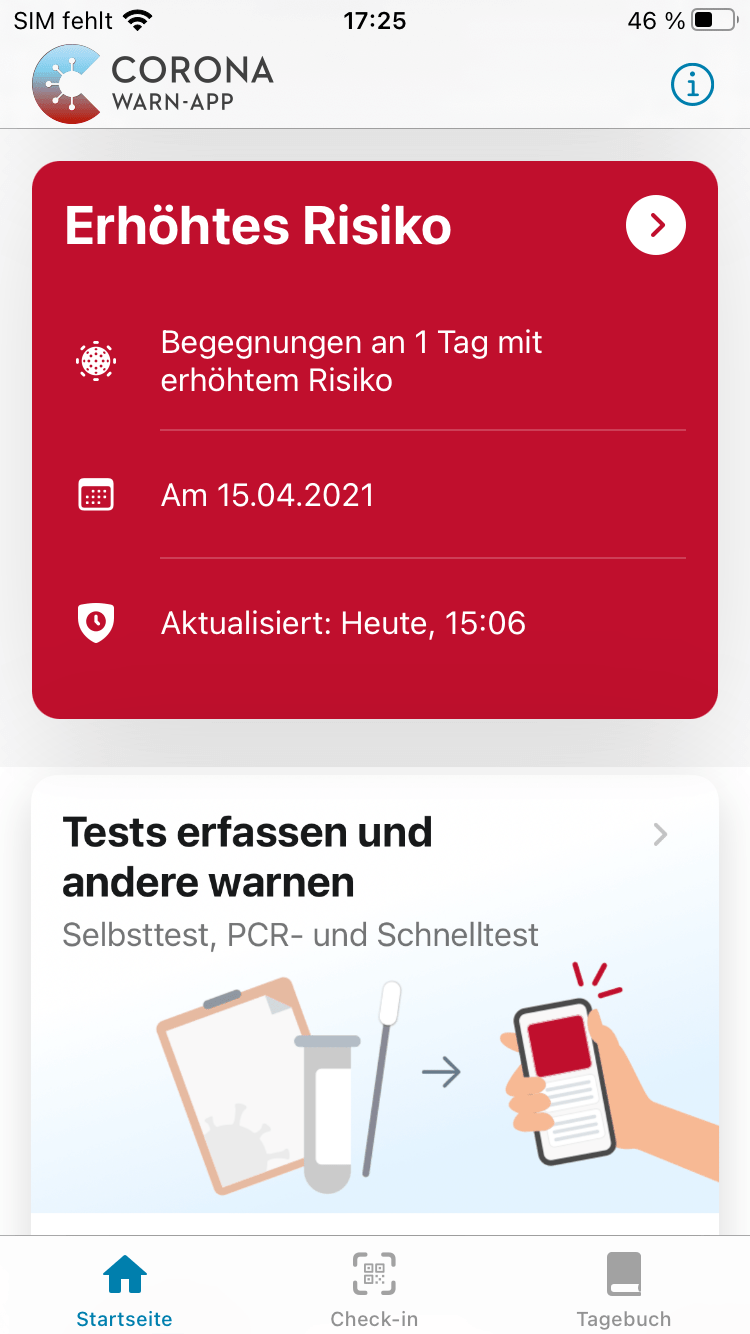 SIM fehlt 17:25 46 %
CORONA
WARN-APP
Erhöhtes Risiko
Begegnungen an 1 Tag mit
erhöhtem Risiko
Am 15.04.2021
Aktualisiert: Heute, 15:06
Tests erfassen und
andere warnen
Selbsttest, PCR- und Schnelltest
Startseite Check-in Tagebuch